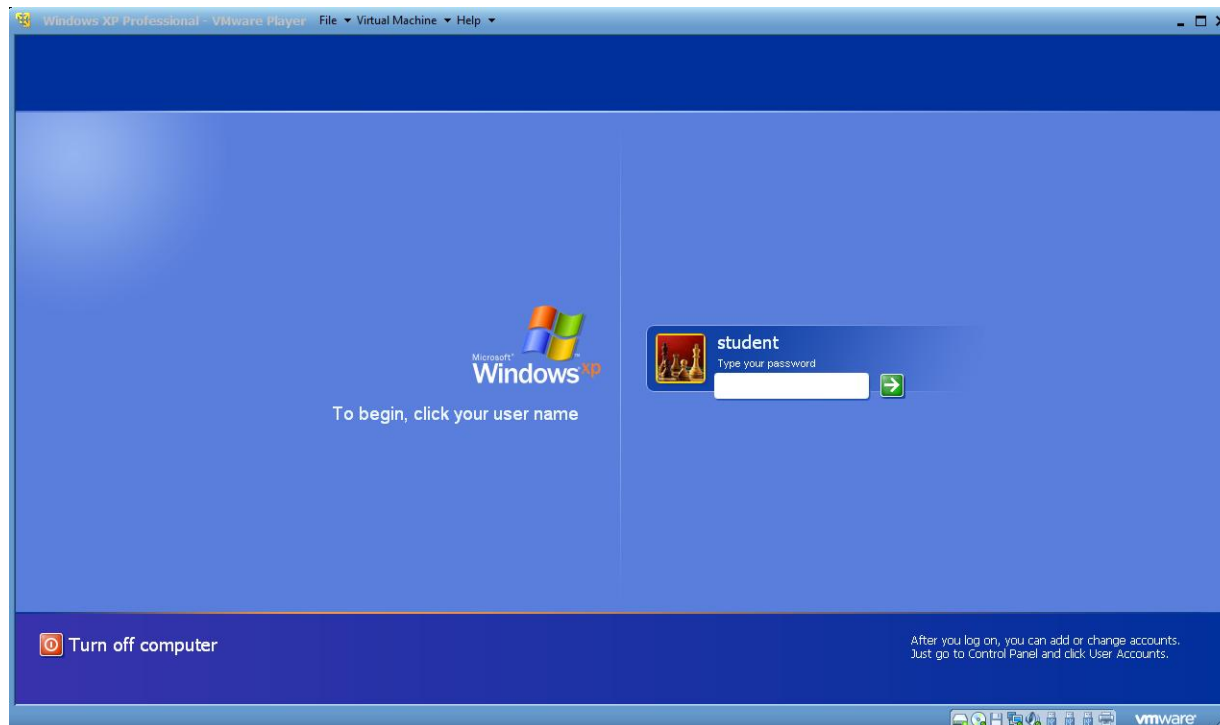 Windows XP Professional - VMware Player File Virtual Machine Help
Microsoft
Windows xp
To begin, click your user name
student
Type your password
Turn off computer
After you log on, you can add or change accounts.
Just go to Control Panel and click User Accounts.
vmware